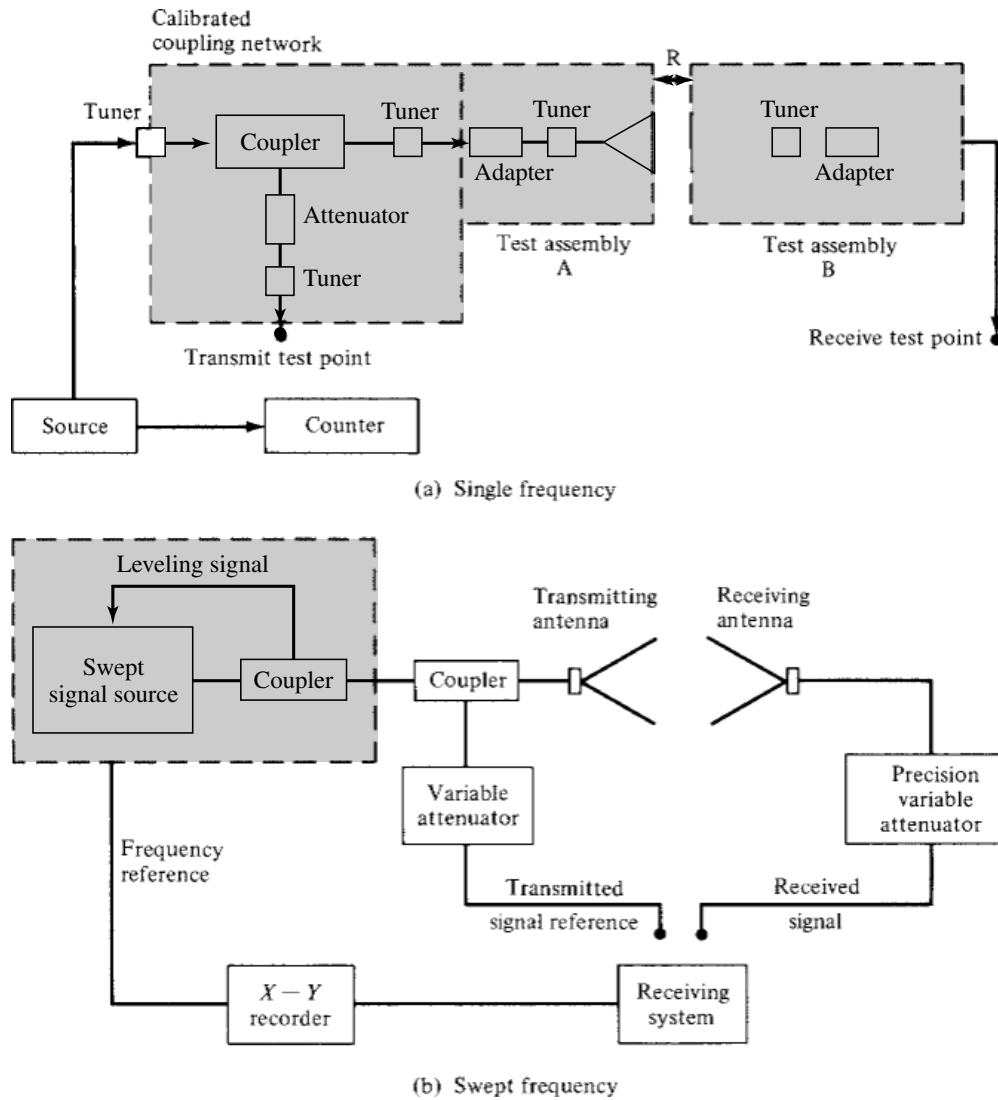 Calibrated
coupling network
R
Tuner
Tuner
Tuner
Tuner
Coupler
Adapter
Adapter
Attenuator
Test assembly
A
Test assembly
B
Tuner
Transmit test point
Receive test point
Source
Counter
(a) Single frequency
Leveling signal
Transmitting
antenna
Receiving
antenna
Swept
signal source
Coupler
Coupler
Variable
attenuator
Precision
variable
attenuator
Frequency
reference
Transmitted
signal reference
Received
signal
X – Y
recorder
Receiving
system
(b) Swept frequency